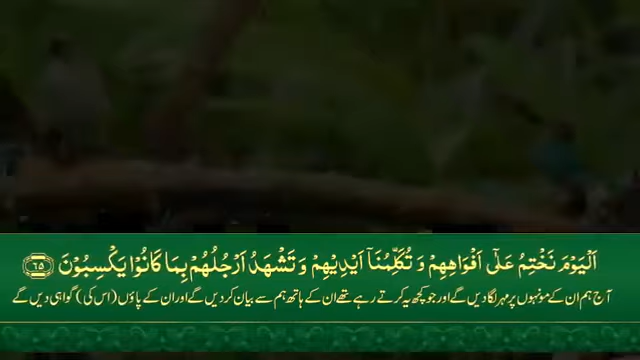 اَلْيَوْمَ نَخْتِمُ عَلٰٓى اَفْوَاهِهِمْ وَ تُكَلِّمُنَاۤ اَيْدِيْهِمْ وَ تَشْهَدُ اَرْجُلُهُمْ بِمَا كَانُوْا يَكْسِبُوْنَ ﴿٦٥﴾
آج ہم ان کے مونہوں پر مہر لگا دیں گے اور جو کچھ یہ کرتے رہے تھے ان کے ہاتھ ہم سے بیان کر دیں گے اور ان کے پاؤں (اس کی) گواہی دیں گے